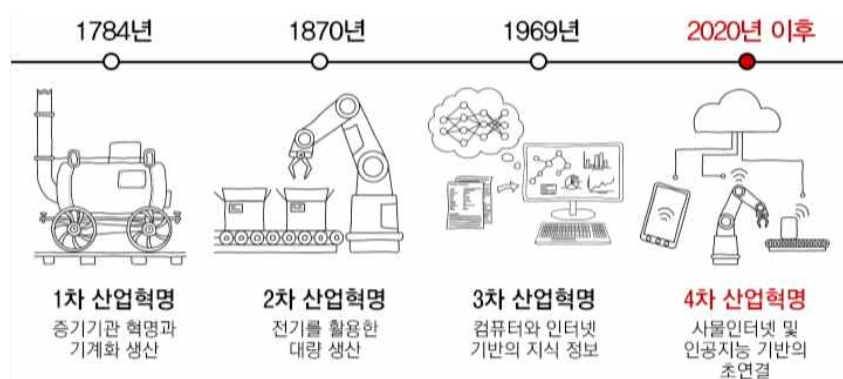 1784년
1870년
1969년
2020년 이후
1차 산업혁명
증기기관 혁명과
기계화 생산
2차 산업혁명
전기를 활용한
대량 생산
3차 산업혁명
컴퓨터와 인터넷
기반의 지식 정보
4차 산업혁명
사물인터넷 및
인공지능 기반의
초연결